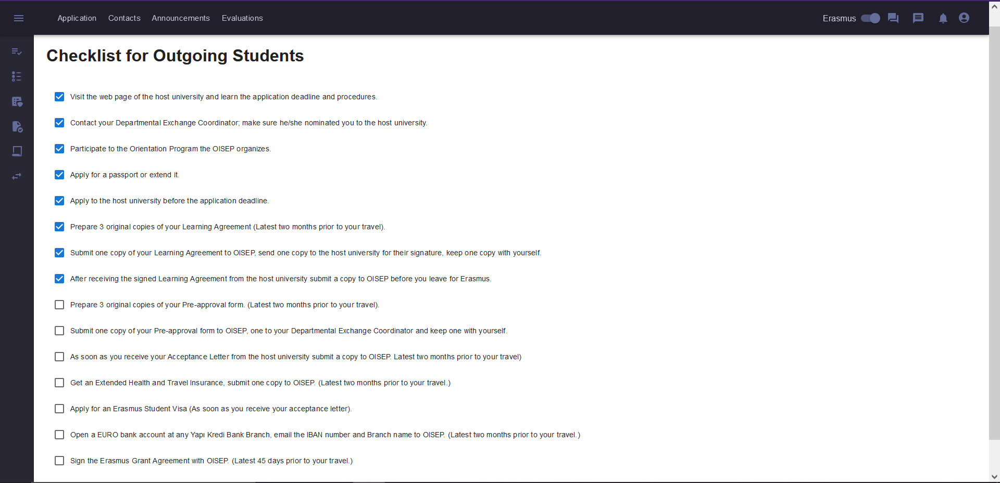 Application Contacts Announcements Evaluations Erasmus
Checklist for Outgoing Students
Visit the web page of the host university and learn the application deadline and procedures.
Contact your Departmental Exchange Coordinator; make sure he/she nominated you to the host university.
Participate to the Orientation Program the OISEP organizes.
Apply for a passport or extend it.
Apply to the host university before the application deadline.
Prepare 3 original copies of your Learning Agreement (Latest two months prior to your travel).
Submit one copy of your Learning Agreement to OISEP, send one copy to the host university for their signature, keep one copy with yourself.
After receiving the signed Learning Agreement from the host university submit a copy to OISEP before you leave for Erasmus.
Prepare 3 original copies of your Pre-approval form. (Latest two months prior to your travel).
Submit one copy of your Pre-approval form to OISEP, one to your Departmental Exchange Coordinator and keep one with yourself.
As soon as you receive your Acceptance Letter from the host university submit a copy to OISEP. Latest two months prior to your travel)
Get an Extended Health and Travel Insurance, submit one copy to OISEP. (Latest two months prior to your travel.)
Apply for an Erasmus Student Visa (As soon as you receive your acceptance letter).
Open a EURO bank account at any Yapı Kredi Bank Branch, email the IBAN number and Branch name to OISEP. (Latest two months prior to your travel.)
Sign the Erasmus Grant Agreement with OISEP. (Latest 45 days prior to your travel.)